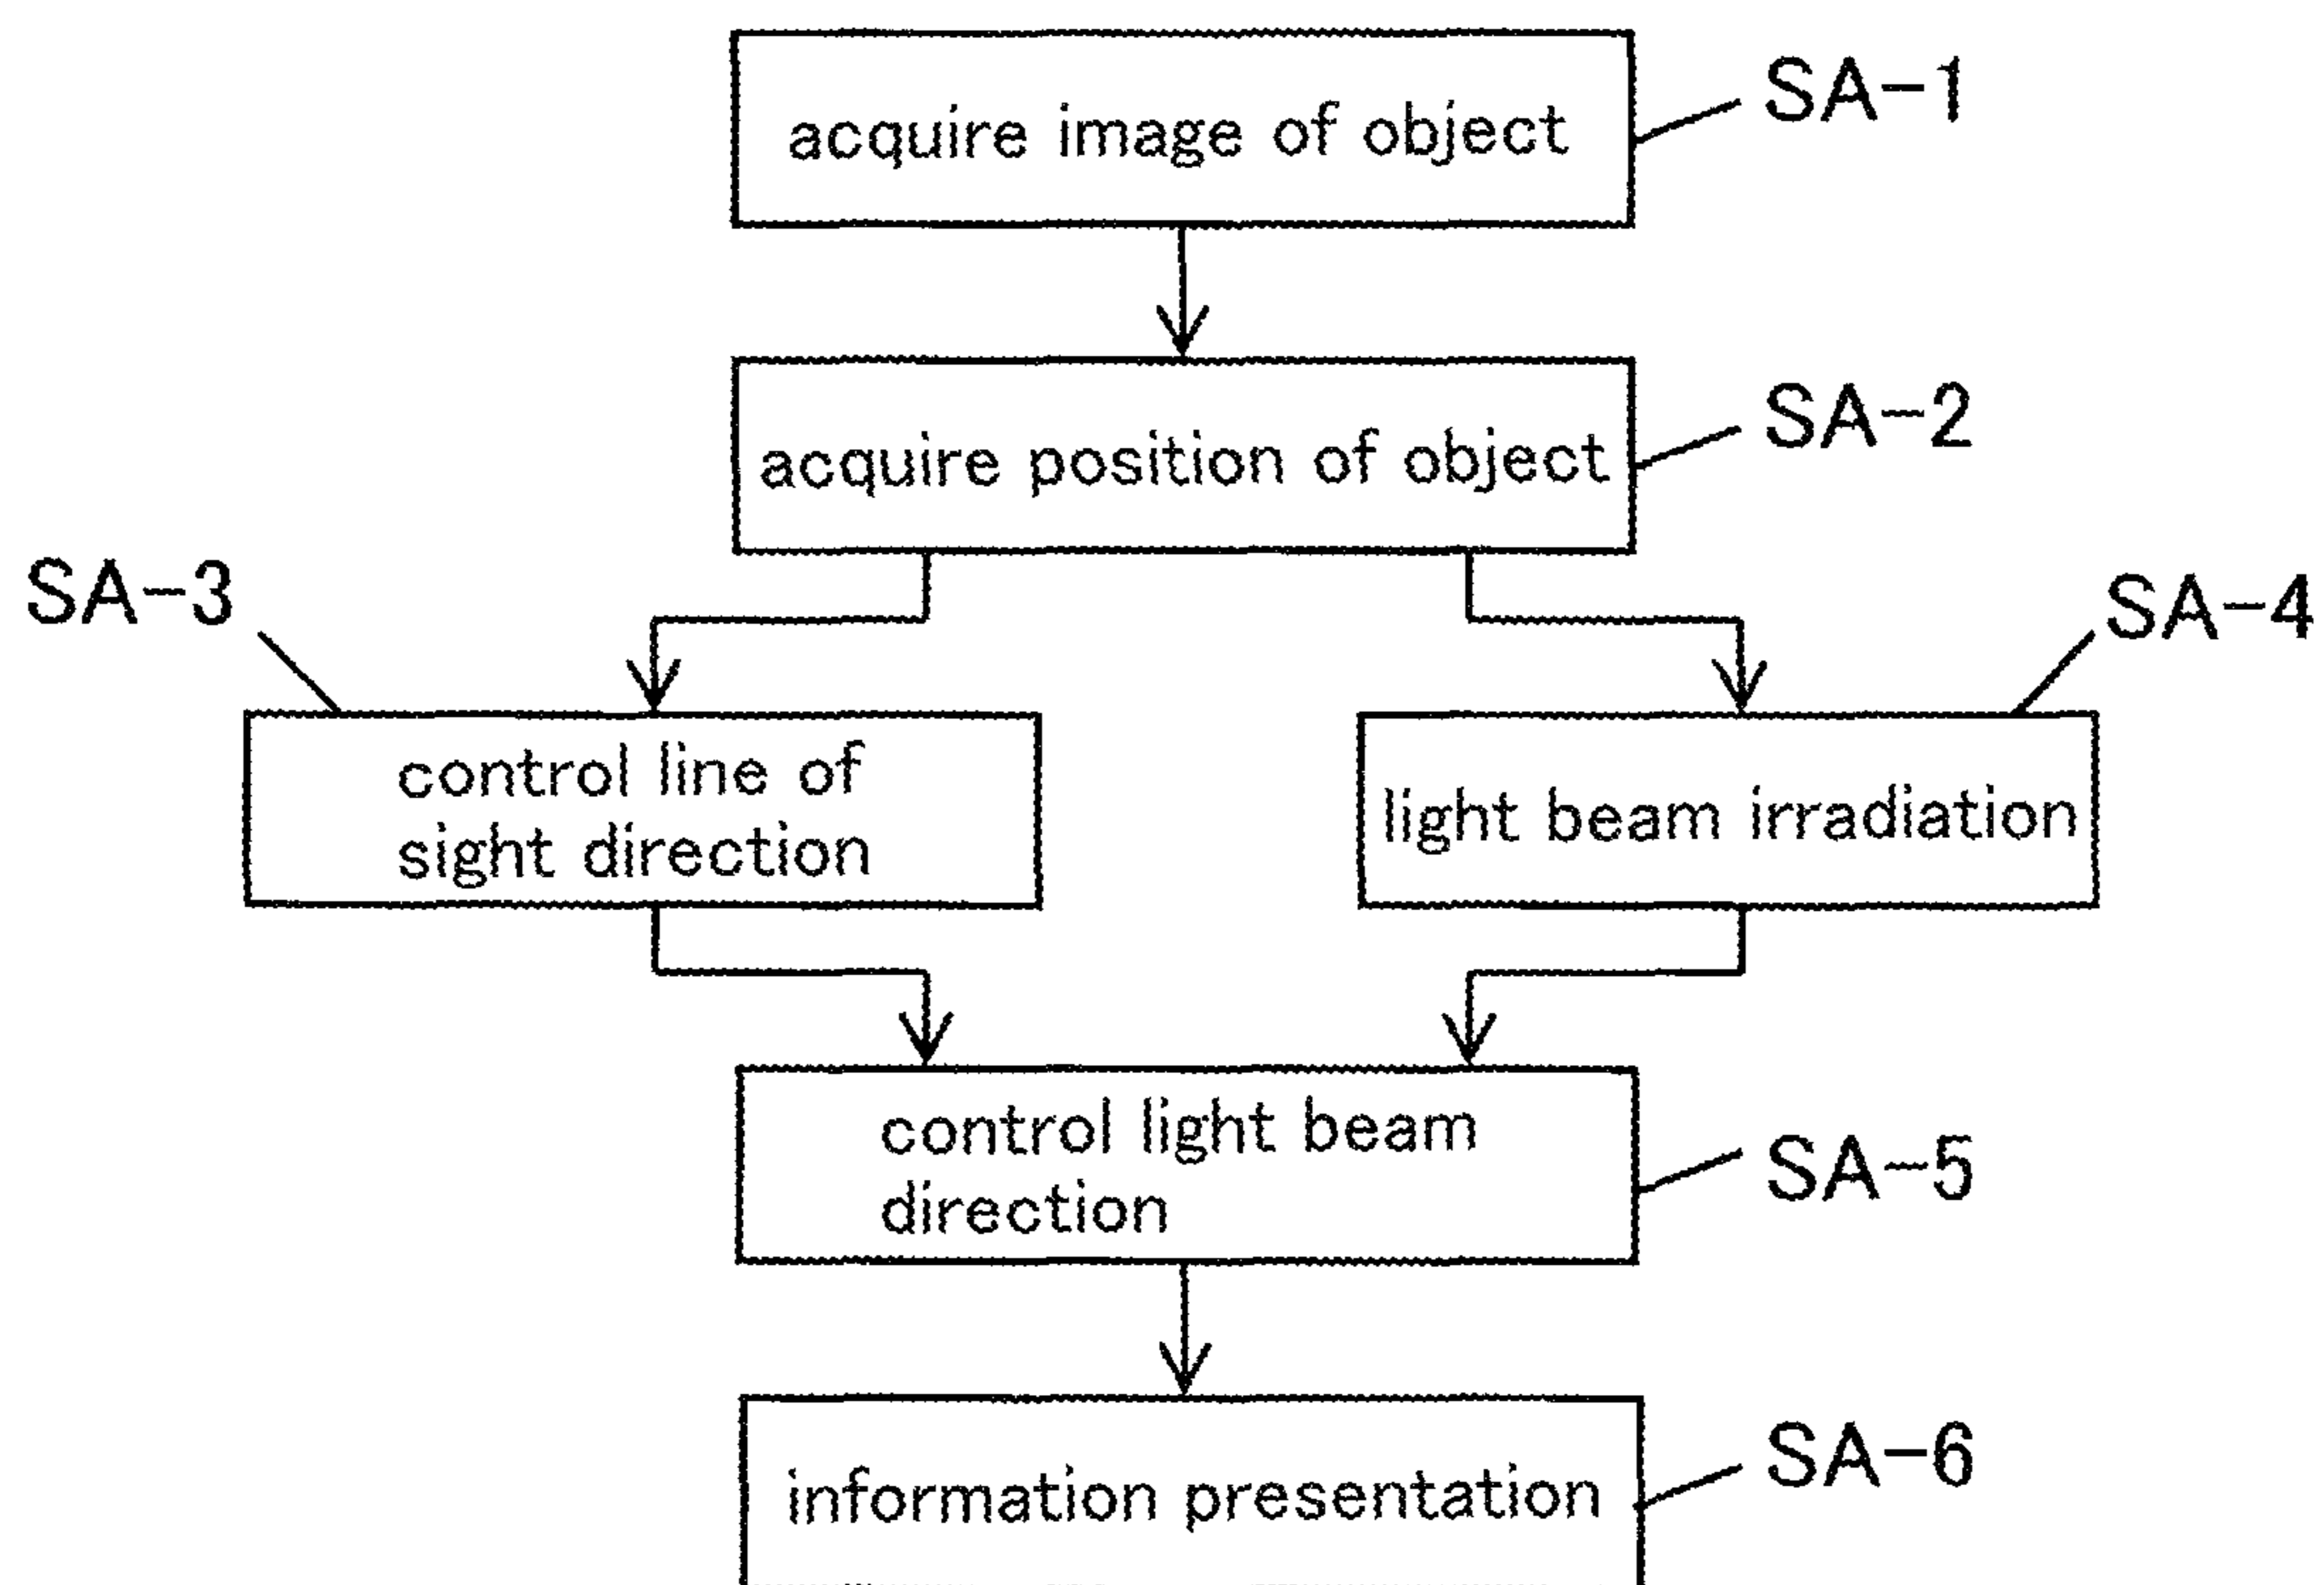 acquire image of object
SA-1
acquire position of object
SA-2
SA-3
SA-4
control line of
sight direction
light beam irradiation
control light beam
direction
SA-5
information presentation
SA-6